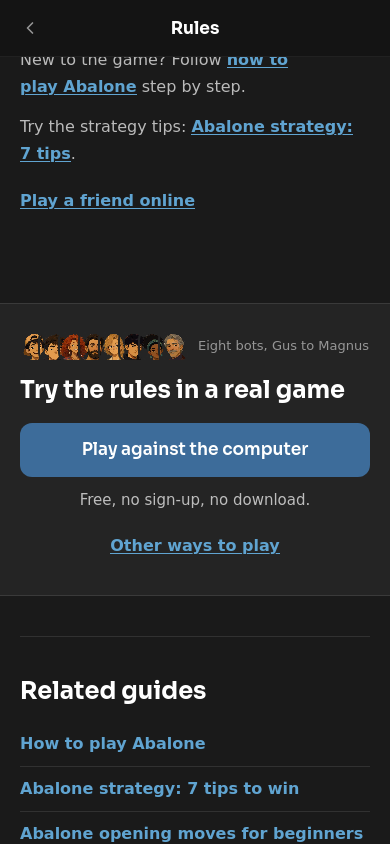 Rules
New to the game? Follow how to
play Abalone step by step.
Try the strategy tips: Abalone strategy:
7 tips.
Play a friend online
Eight bots, Gus to Magnus
Try the rules in a real game
Play against the computer
Free, no sign-up, no download.
Other ways to play
Related guides
How to play Abalone
Abalone strategy: 7 tips to win
Abalone opening moves for beginners